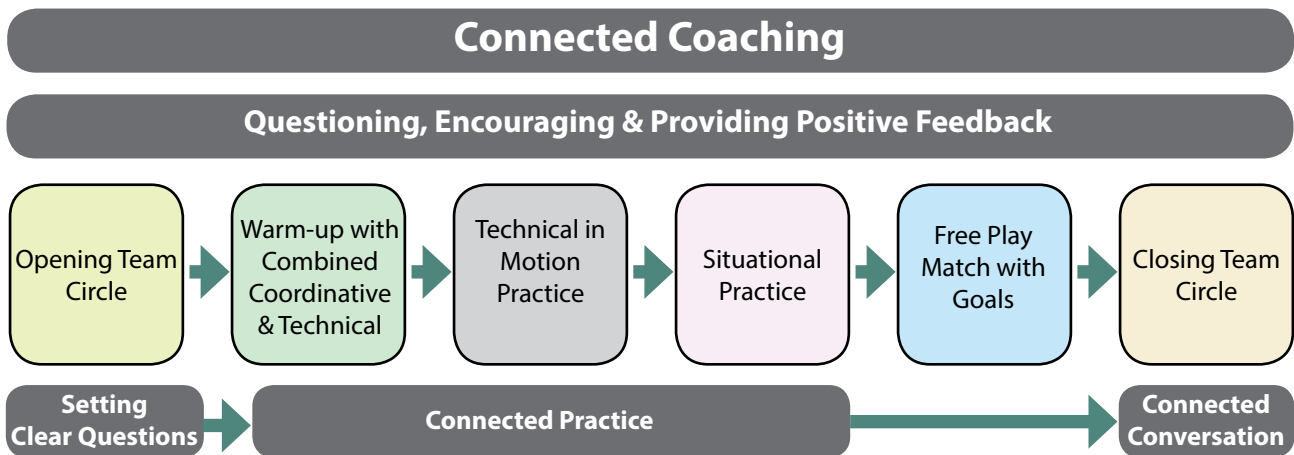 Connected Coaching
Questioning, Encouraging & Providing Positive Feedback
Opening Team
Circle
Warm-up with
Combined
Coordinative
& Technical
Technical in
Motion
Practice
Situational
Practice
Free Play
Match with
Goals
Closing Team
Circle
Setting
Clear Questions
Connected Practice
Connected
Conversation